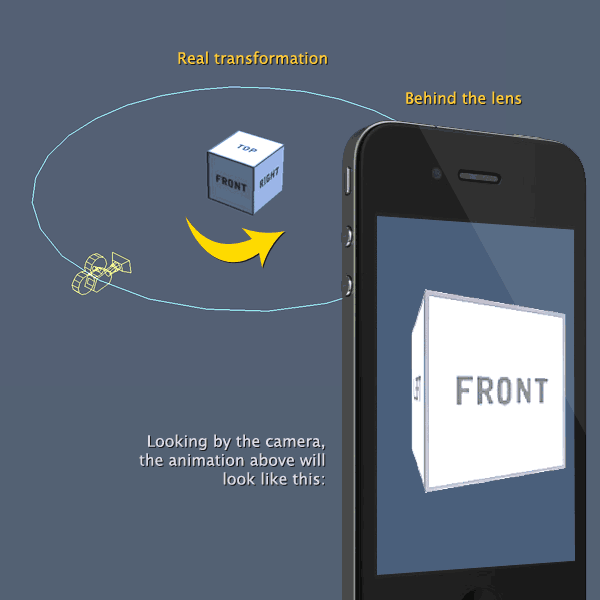 Real transformation
Behind the lens
TOP
FRONT
RIGHT
FRONT
Looking by the camera,
the animation above will
look like this: